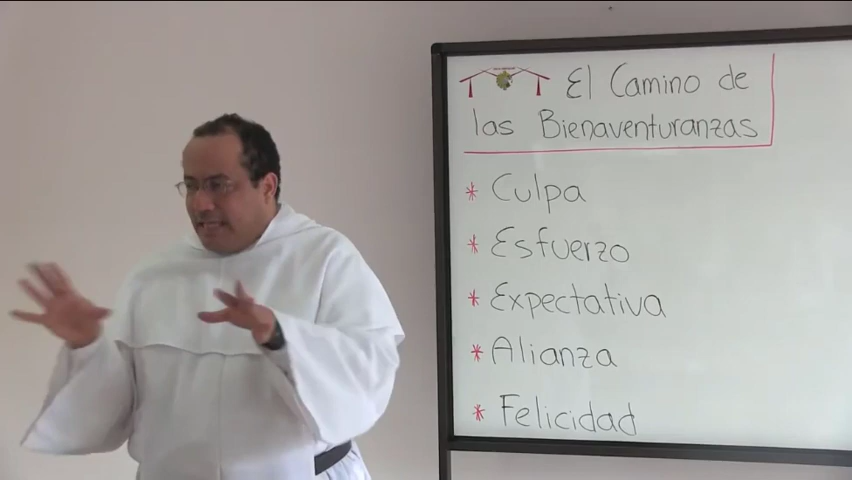 El Camino de
las Bienaventuranzas
* Culpa
* Esfuerzo
* Expectativa
* Alianza
* Felicidad